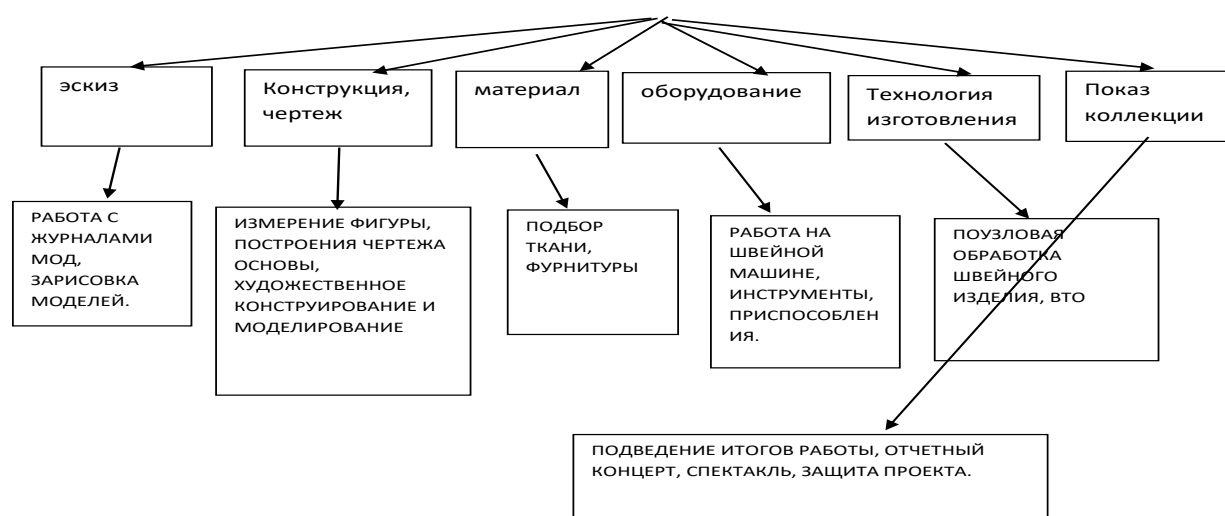 эскиз
Конструкция,
чертеж
материал
оборудование
Технология
изготовления
Показ
коллекции
РАБОТА С
ЖУРНАЛАМИ
МОД,
ЗАРИСОВКА
МОДЕЛЕЙ.
ИЗМЕРЕНИЕ ФИГУРЫ,
ПОСТРОЕНИЯ ЧЕРТЕЖА
ОСНОВЫ,
ХУДОЖЕСТВЕННОЕ
КОНСТРУИРОВАНИЕ И
МОДЕЛИРОВАНИЕ
ПОДБОР
ТКАНИ,
ФУРНИТУРЫ
РАБОТА НА
ШВЕЙНОЙ
МАШИНЕ,
ИНСТРУМЕНТЫ,
ПРИСПОСОБЛЕН
ИЯ.
ПОУЗЛОВАЯ
ОБРАБОТКА
ШВЕЙНОГО
ИЗДЕЛИЯ, ВТО
ПОДВЕДЕНИЕ ИТОГОВ РАБОТЫ, ОТЧЕТНЫЙ
КОНЦЕРТ, СПЕКТАКЛЬ, ЗАЩИТА ПРОЕКТА.